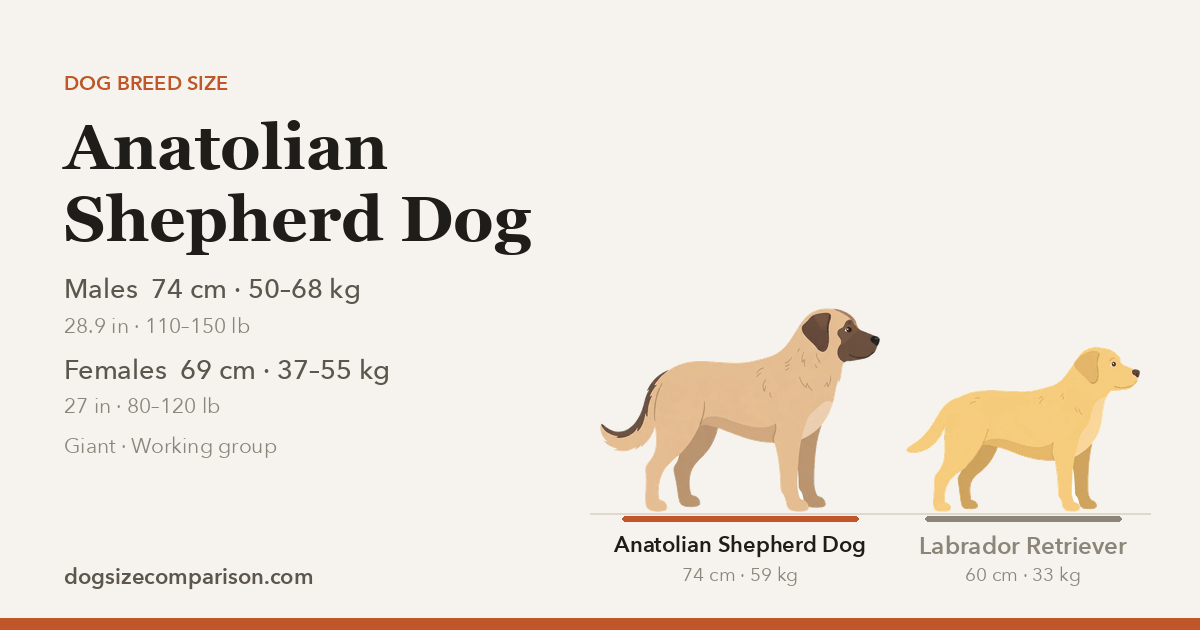 DOG BREED SIZE
Anatolian
Shepherd Dog
Males 74 cm · 50–68 kg
28.9 in · 110–150 lb
Females 69 cm · 37–55 kg
27 in · 80–120 lb
Giant · Working group
Anatolian Shepherd Dog
74 cm · 59 kg
Labrador Retriever
60 cm · 33 kg
dogsizecomparison.com